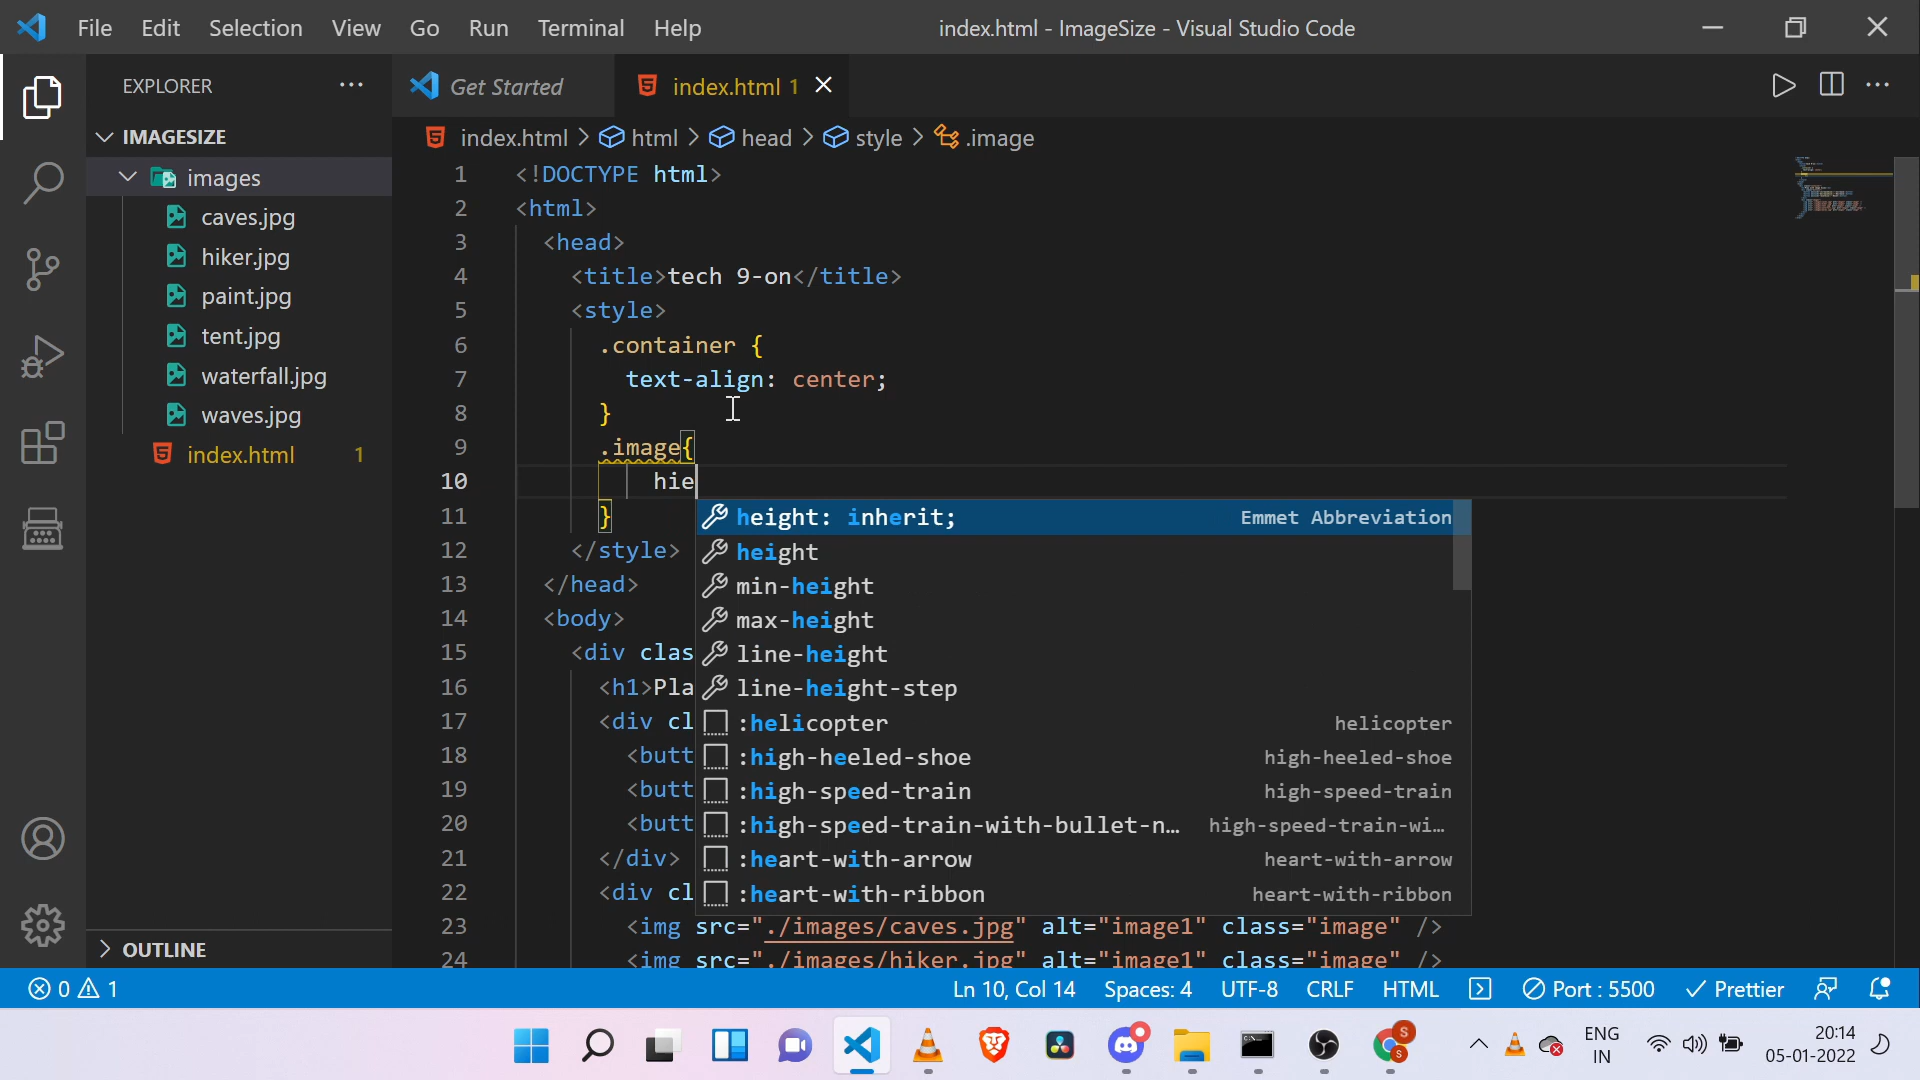 File Edit Selection View Go Run Terminal Help index.html - ImageSize - Visual Studio Code
EXPLORER
Get Started
index.html 1
IMAGESIZE
images
caves.jpg
hiker.jpg
paint.jpg
tent.jpg
waterfall.jpg
waves.jpg
index.html 1
OUTLINE
index.html > html > head > style > .image
1 <!DOCTYPE html>
2 <html>
3 <head>
4 <title>tech 9-on</title>
5 <style>
6 .container {
7 text-align: center;
8 }
9 .image{
10 hie
11 }
12 </style>
13 </head>
14 <body>
15 <div clas
16 <h1>Pla
17 <div cl
18 <butt
19 <butt
20 <butt
21 </div>
22 <div cl
23 <img src="./images/caves.jpg" alt="image1" class="image" />
24 <img src="./images/hiker.jpg" alt="image1" class="image" />
height: inherit; Emmet Abbreviation
height
min-height
max-height
line-height
line-height-step
:helicopter helicopter
:high-heeled-shoe high-heeled-shoe
:high-speed-train high-speed-train
:high-speed-train-with-bullet-n… high-speed-train-wi…
:heart-with-arrow heart-with-arrow
:heart-with-ribbon heart-with-ribbon
0 1 Ln 10, Col 14 Spaces: 4 UTF-8 CRLF HTML Port : 5500 Prettier
S
S
ENG
IN
20:14
05-01-2022